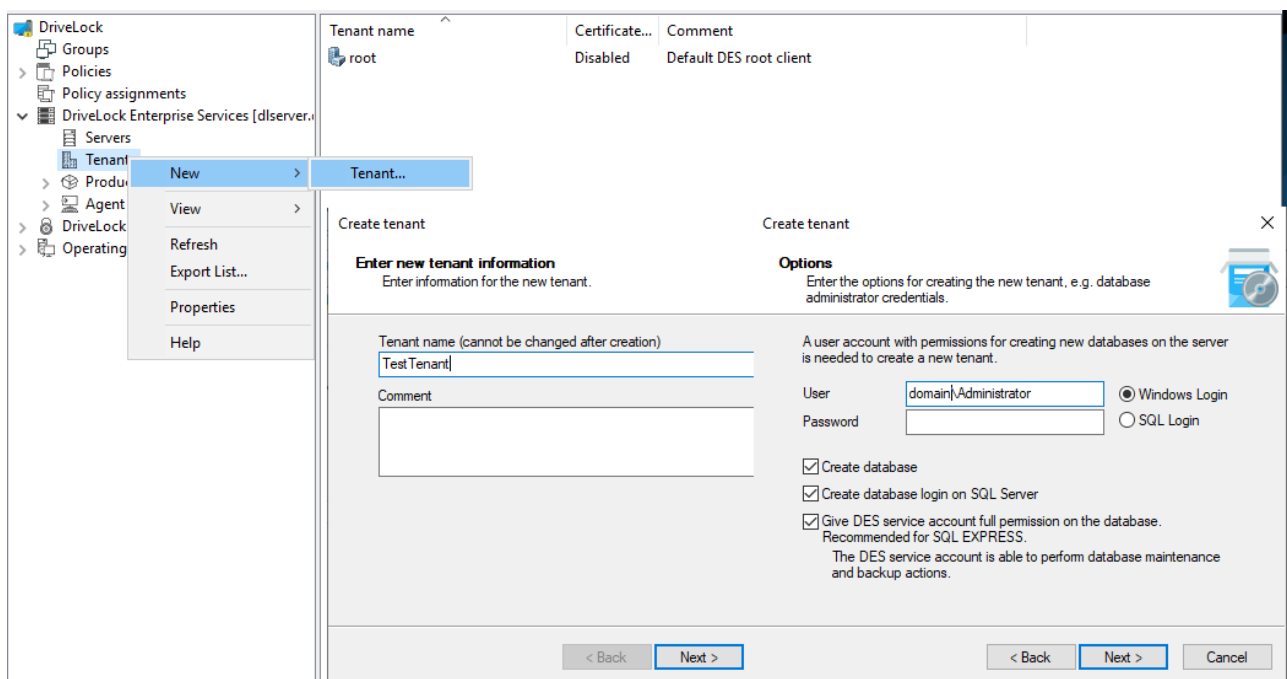 DriveLock
Groups
Policies
Policy assignments
DriveLock Enterprise Services [dlserver.
Servers
Tenant
Produ
Agent
DriveLock
Operating
New
View
Refresh
Export List...
Properties
Help
Tenant...
Tenant name Certificate... Comment
root Disabled Default DES root client
Create tenant
Enter new tenant information
Enter information for the new tenant.
Tenant name (cannot be changed after creation)
TestTenant
Comment
< Back Next >
Create tenant
Options
Enter the options for creating the new tenant, e.g. database
administrator credentials.
A user account with permissions for creating new databases on the server
is needed to create a new tenant.
User domain\Administrator Windows Login
Password SQL Login
Create database
Create database login on SQL Server
Give DES service account full permission on the database.
Recommended for SQL EXPRESS.
The DES service account is able to perform database maintenance
and backup actions.
< Back Next > Cancel